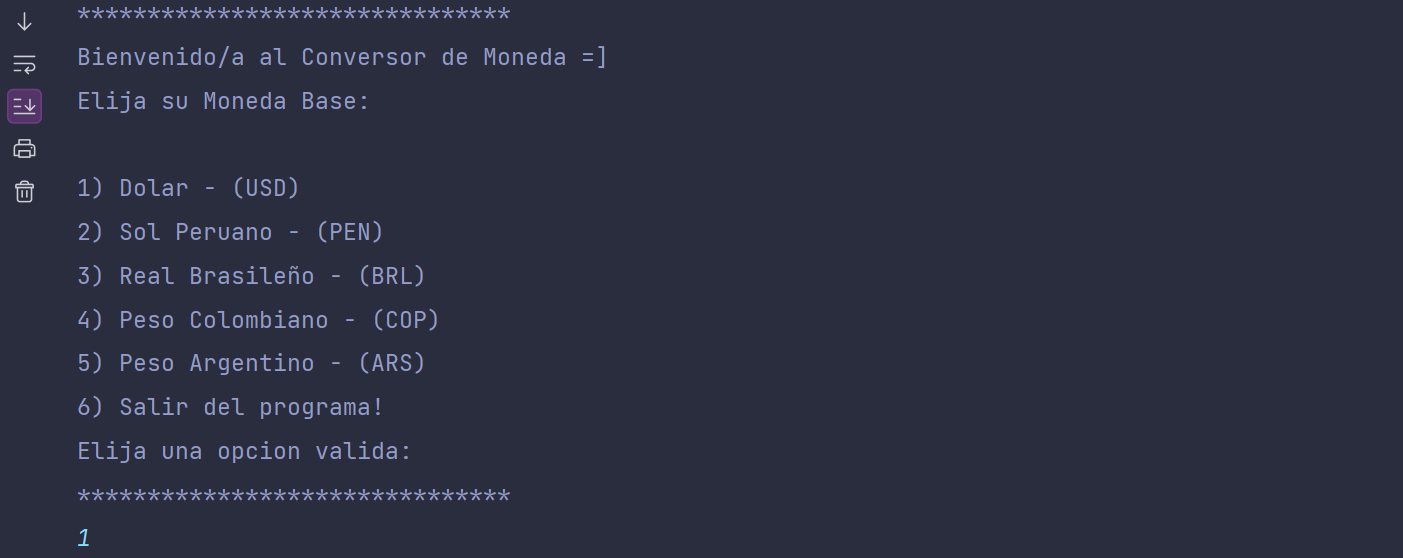 *******************************
Bienvenido/a al Conversor de Moneda =]
Elija su Moneda Base:
1) Dolar - (USD)
2) Sol Peruano - (PEN)
3) Real Brasileño - (BRL)
4) Peso Colombiano - (COP)
5) Peso Argentino - (ARS)
6) Salir del programa!
Elija una opcion valida:
*******************************
1